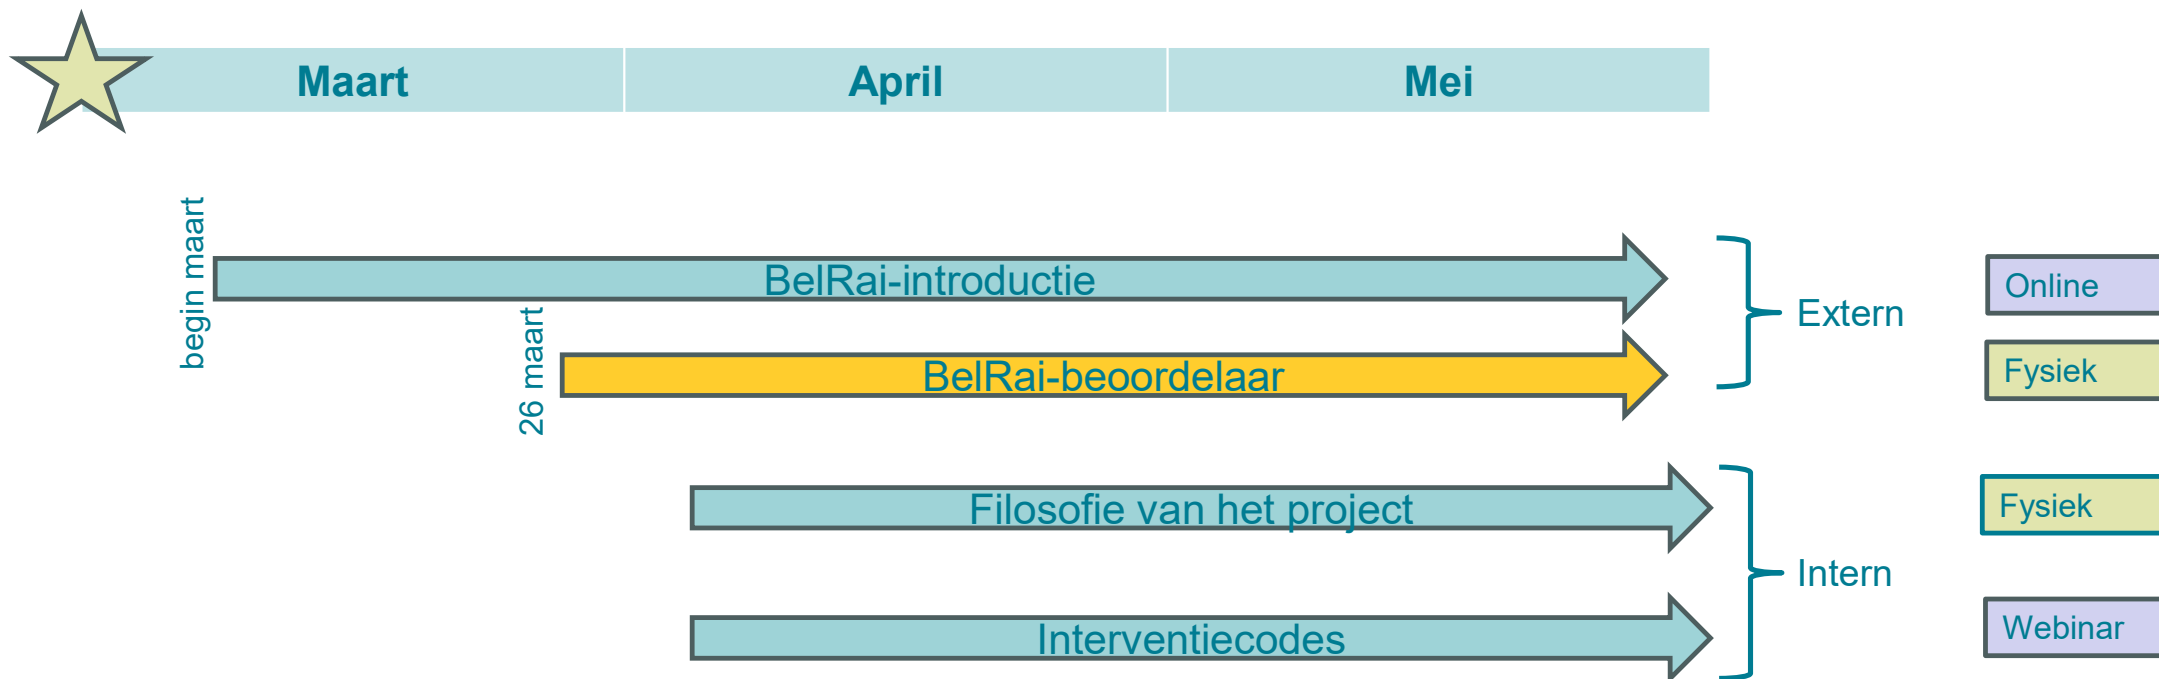 Maart
April
Mei
begin maart
BelRai-introductie
Extern
Online
26 maart
BelRai-beoordelaar
Fysiek
Filosofie van het project
Intern
Fysiek
Interventiecodes
Webinar